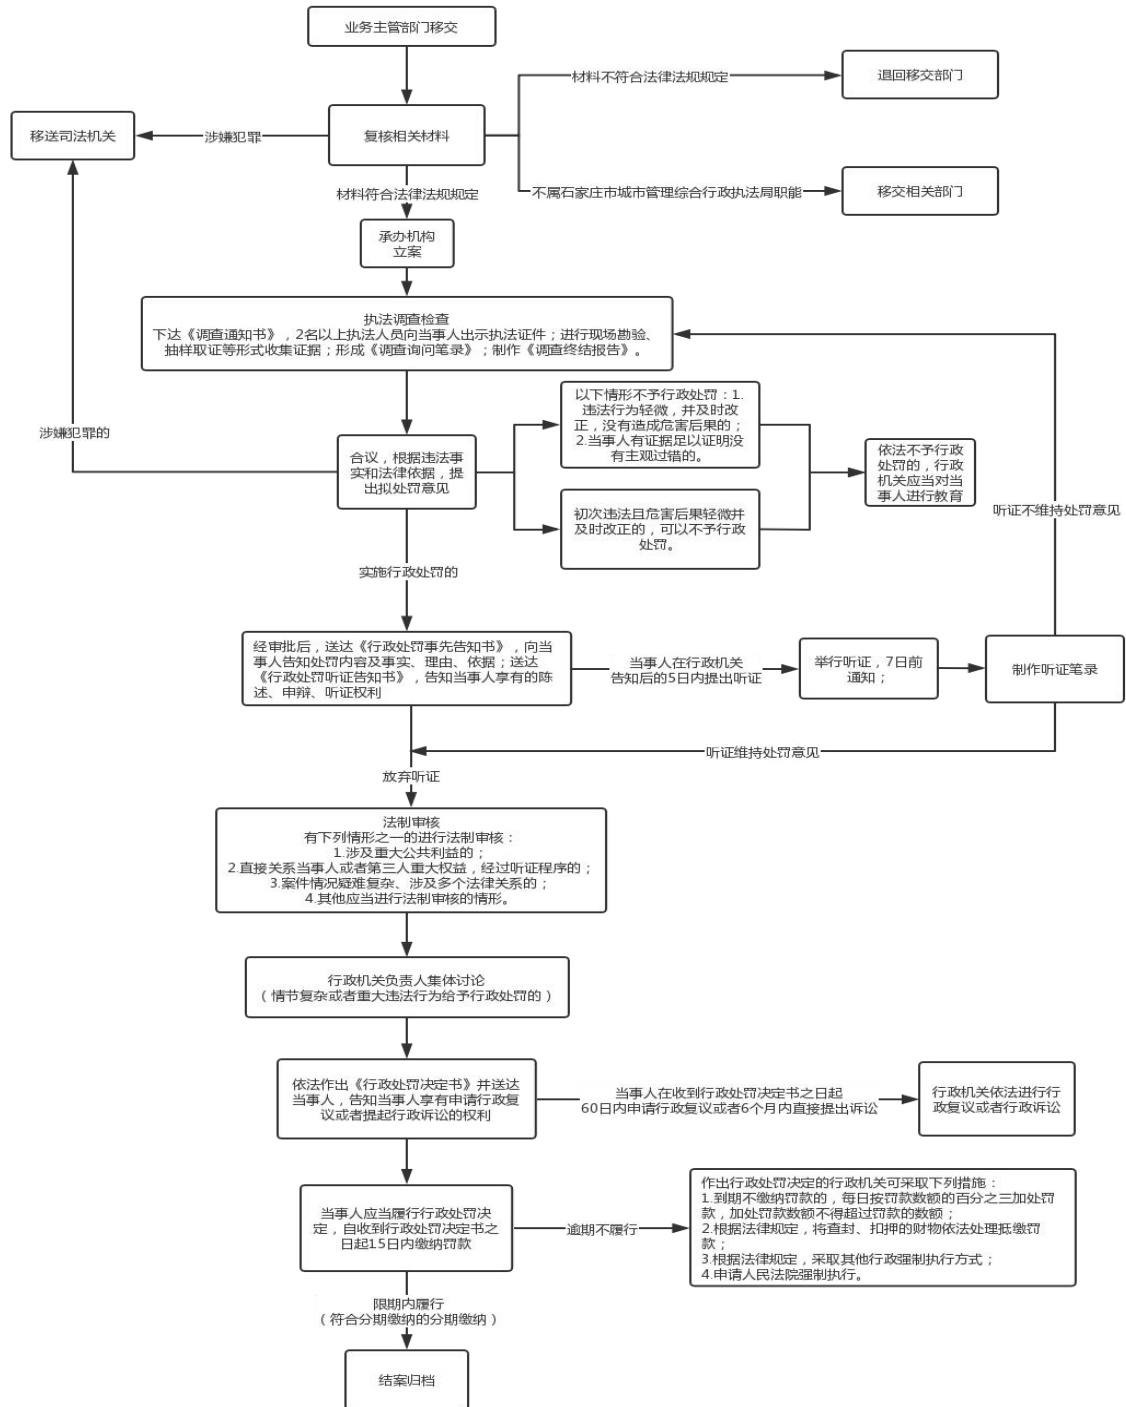 业务主管部门移交
材料不符合法律法规规定
退回移交部门
移送司法机关
涉嫌犯罪
复核相关材料
材料符合法律法规规定
不属石家庄市城市管理综合行政执法局职能
移交相关部门
承办机构
立案
执法调查检查
下达《调查通知书》，2名以上执法人员向当事人出示执法证件；进行现场勘验、
抽样取证等形式收集证据；形成《调查询问笔录》；制作《调查终结报告》。
以下情形不予行政处罚：1.
违法行为轻微，并及时改
正，没有造成危害后果的；
2.当事人有证据足以证明没
有主观过错的。
涉嫌犯罪的
合议，根据违法事
实和法律依据，提
出拟处罚意见
依法不予行政
处罚的，行政
机关应当对当
事人进行教育
初次违法且危害后果轻微并
及时改正的，可以不予行政
处罚。
听证不维持处罚意见
实施行政处罚的
经审批后，送达《行政处罚事先告知书》，向当
事人告知处罚内容及事实、理由、依据；送达
《行政处罚听证告知书》，告知当事人享有的陈
述、申辩、听证权利
当事人在行政机关
告知后的5日内提出听证
举行听证，7日前
通知；
制作听证笔录
听证维持处罚意见
放弃听证
法制审核
有下列情形之一的进行法制审核：
1.涉及重大公共利益的；
2.直接关系当事人或者第三人重大权益，经过听证程序的；
3.案件情况疑难复杂、涉及多个法律关系的；
4.其他应当进行法制审核的情形。
行政机关负责人集体讨论
（情节复杂或者重大违法行为给予行政处罚的）
依法作出《行政处罚决定书》并送达
当事人，告知当事人享有申请行政复
议或者提起行政诉讼的权利
当事人在收到行政处罚决定书之日起
60日内申请行政复议或者6个月内直接提出诉讼
行政机关依法进行行
政复议或者行政诉讼
当事人应当履行行政处罚决
定，自收到行政处罚决定书之
日起15日内缴纳罚款
逾期不履行
作出行政处罚决定的行政机关可采取下列措施：
1.到期不缴纳罚款的，每日按罚款数额的百分之三加处罚
款，加处罚款数额不得超过罚款的数额；
2.根据法律规定，将查封、扣押的财物依法处理抵缴罚
款；
3.根据法律规定，采取其他行政强制执行方式；
4.申请人民法院强制执行。
限期内履行
（符合分期缴纳的分期缴纳）
结案归档